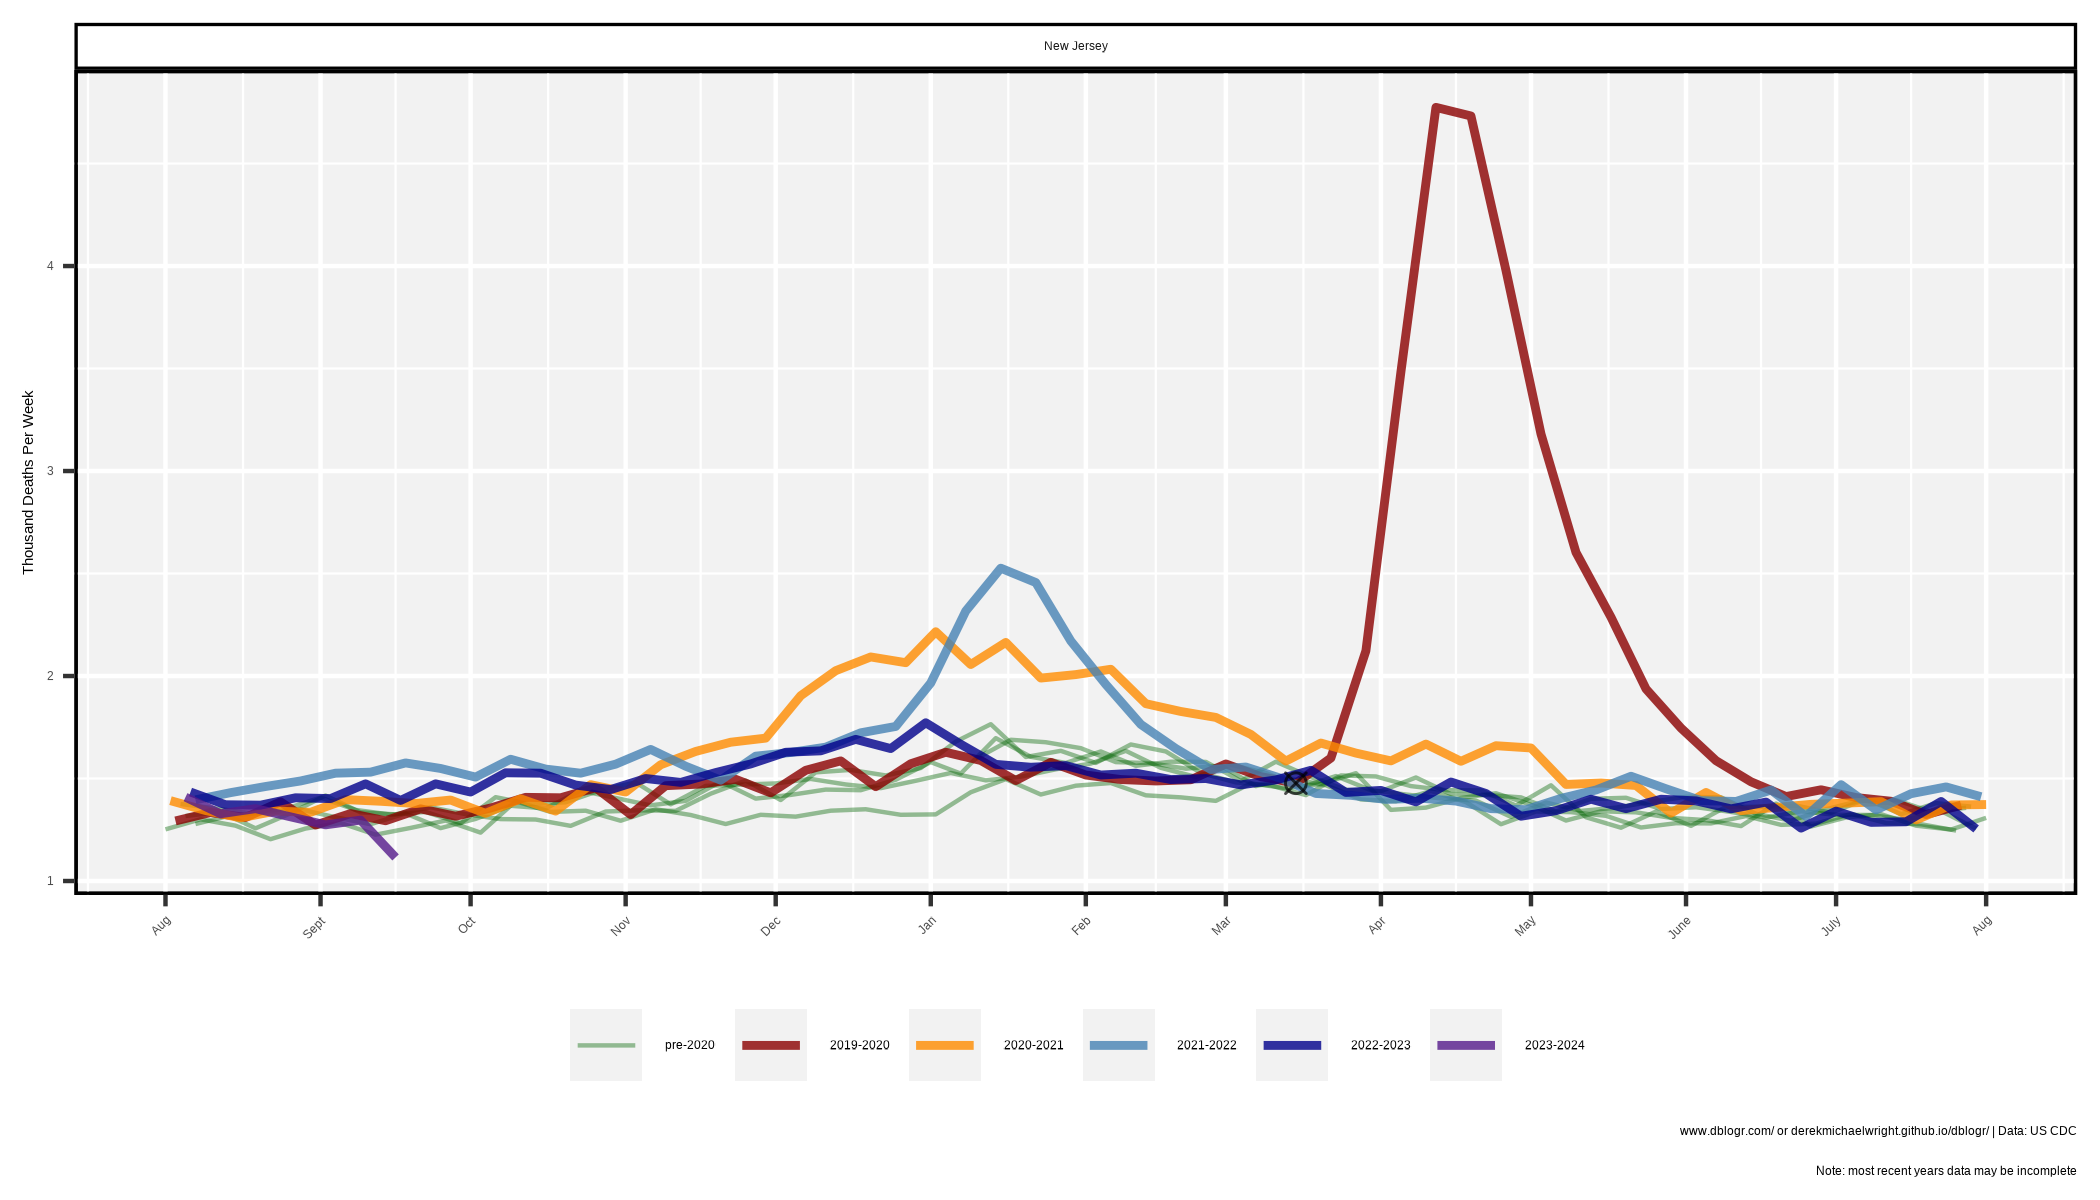 New Jersey
Thousand Deaths Per Week
4
3
2
1
Aug Sept Oct Nov Dec Jan Feb Mar Apr May June July Aug
pre-2020 2019-2020 2020-2021 2021-2022 2022-2023 2023-2024
www.dblogr.com/ or derekmichaelwright.github.io/dblogr/ | Data: US CDC
Note: most recent years data may be incomplete